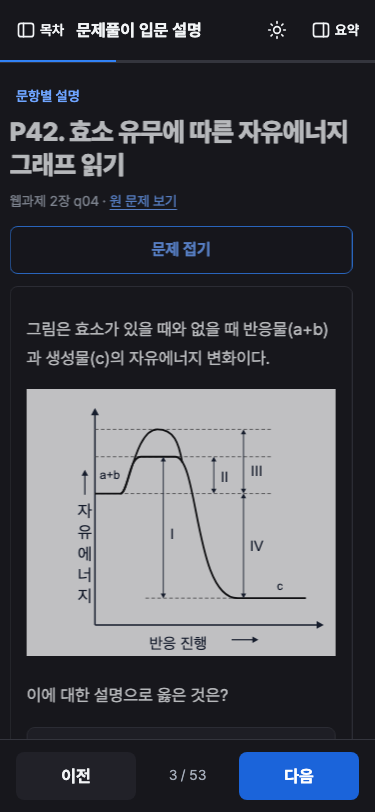 목차 문제풀이 입문 설명 요약
문항별 설명
P42. 효소 유무에 따른 자유에너지
그래프 읽기
웹과제 2장 q04 · 원 문제 보기
문제 접기
그림은 효소가 있을 때와 없을 때 반응물(a+b)
과 생성물(c)의 자유에너지 변화이다.
a+b
III
II
I
IV
c
자유에너지
반응 진행
이에 대한 설명으로 옳은 것은?
이전 3 / 53 다음